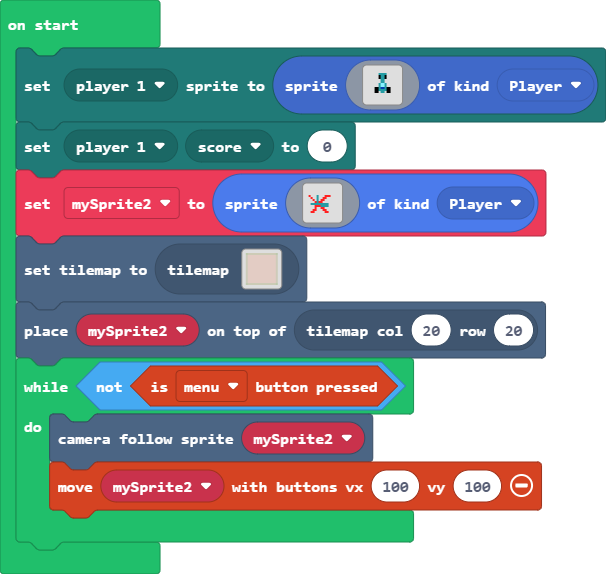 on start
set player 1 sprite to sprite of kind Player
set player 1 score to 0
set mySprite2 to sprite of kind Player
set tilemap to tilemap
place mySprite2 on top of tilemap col 20 row 20
while not is menu button pressed
do
camera follow sprite mySprite2
move mySprite2 with buttons vx 100 vy 100